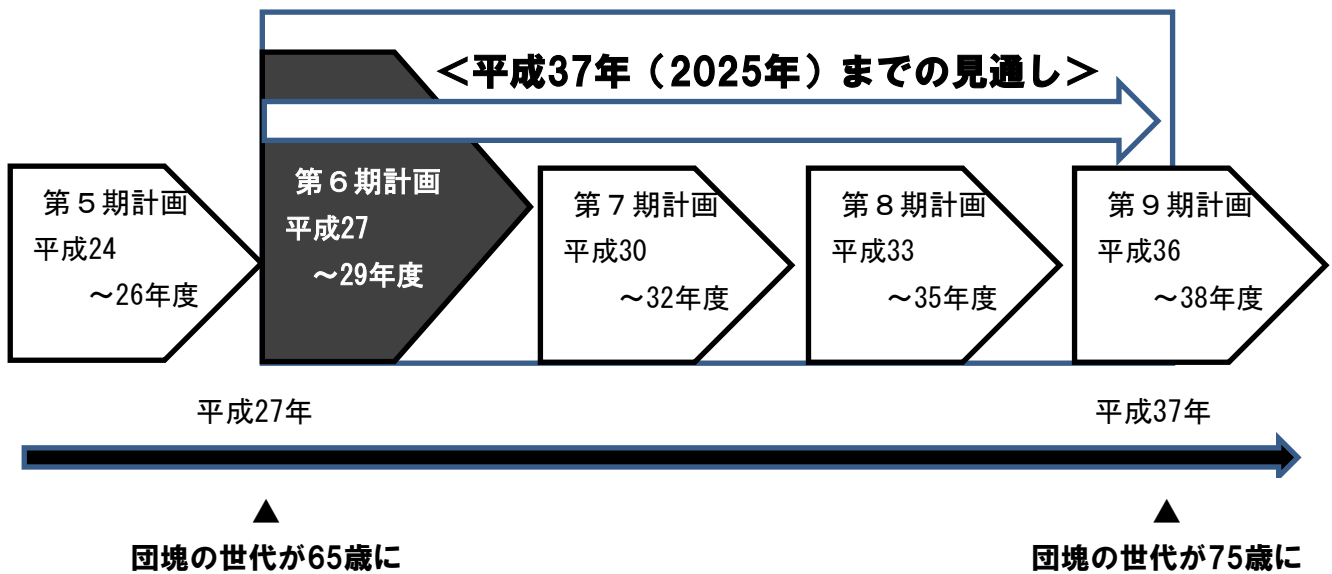 ＜平成37年（2025年）までの見通し＞
第５期計画
平成24
～26年度
第６期計画
平成27
～29年度
第７期計画
平成30
～32年度
第８期計画
平成33
～35年度
第９期計画
平成36
～38年度
平成27年
平成37年
▲
▲
団塊の世代が65歳に
団塊の世代が75歳に